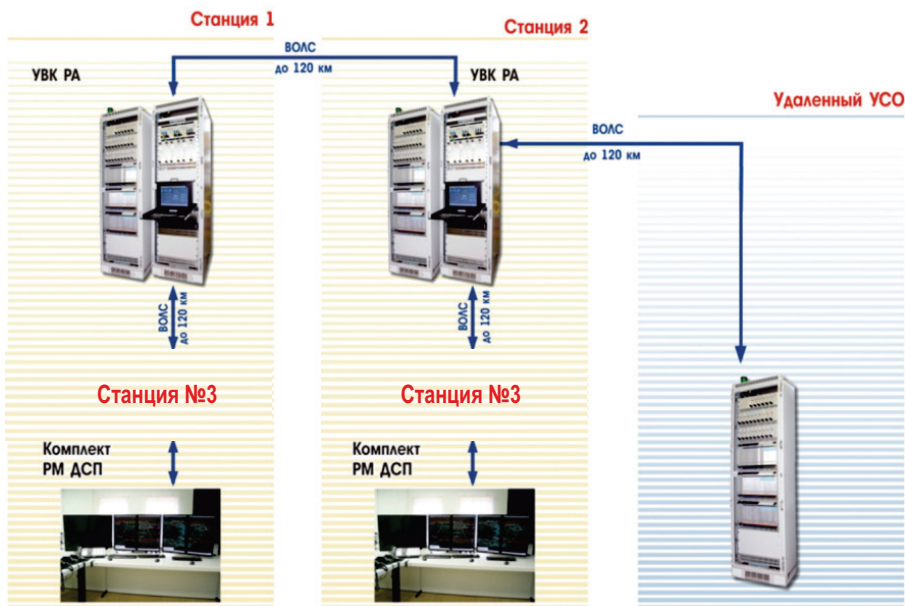 Станция 1
Станция 2
ВОЛС
до 120 км
УВК РА
УВК РА
Удаленный УСО
ВОЛС
до 120 км
ВОЛС
до 120 км
ВОЛС
до 120 км
Станция №3
Станция №3
Комплект
РМ ДСП
Комплект
РМ ДСП